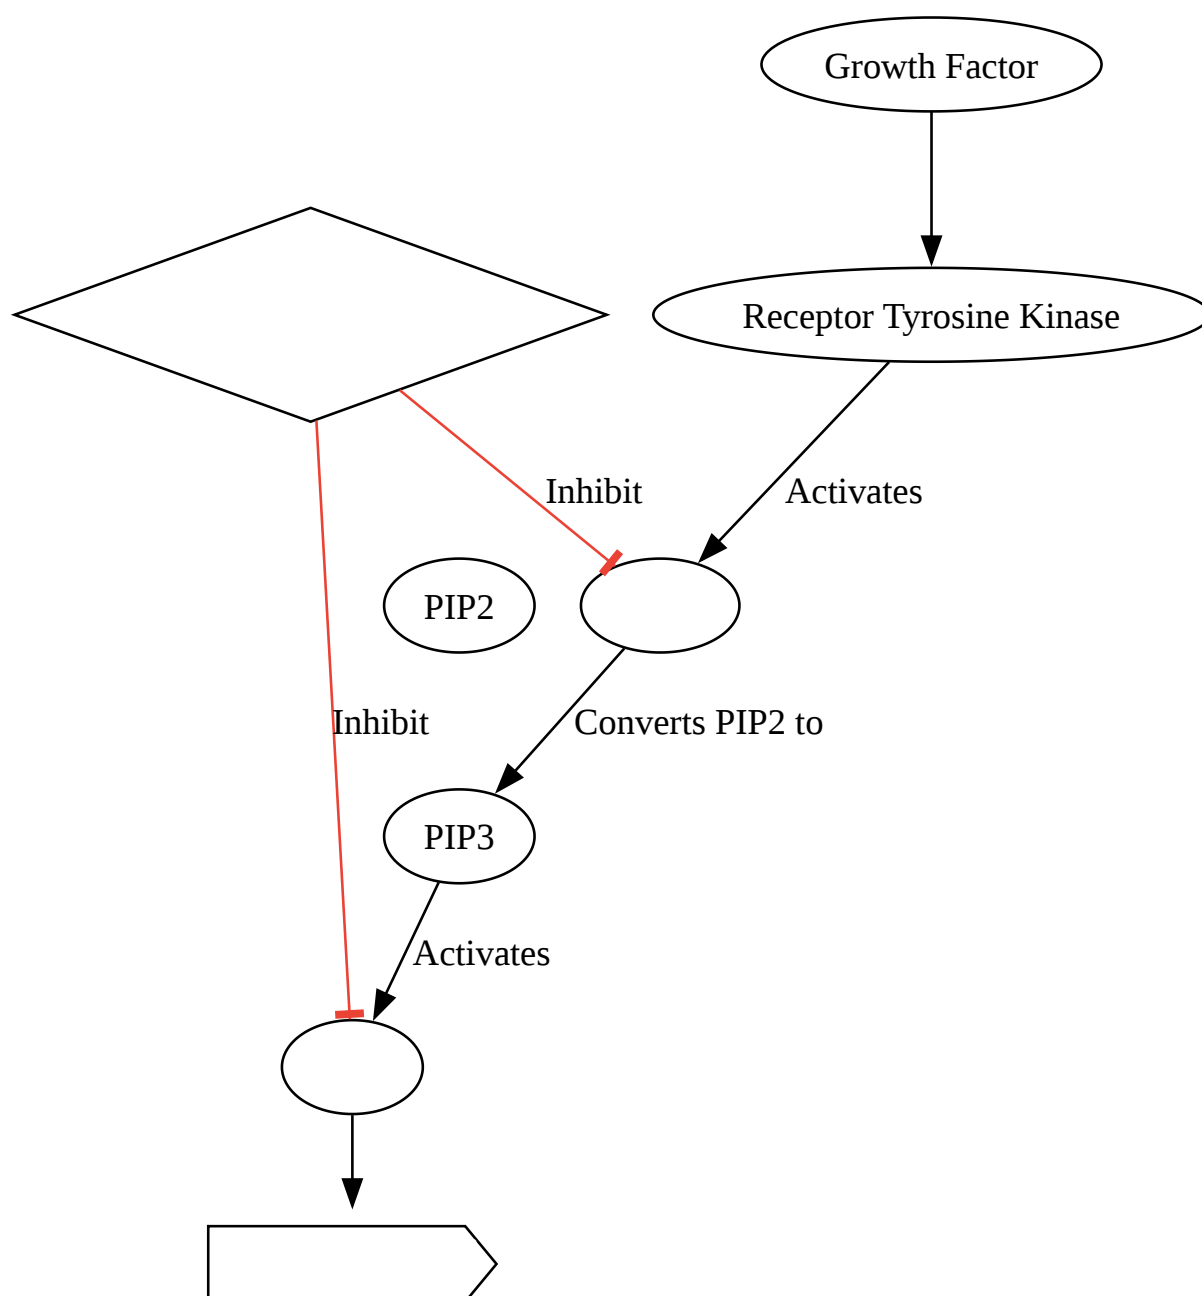 Growth Factor
Receptor Tyrosine Kinase
Inhibit
Activates
PIP2
Inhibit
Converts PIP2 to
PIP3
Activates